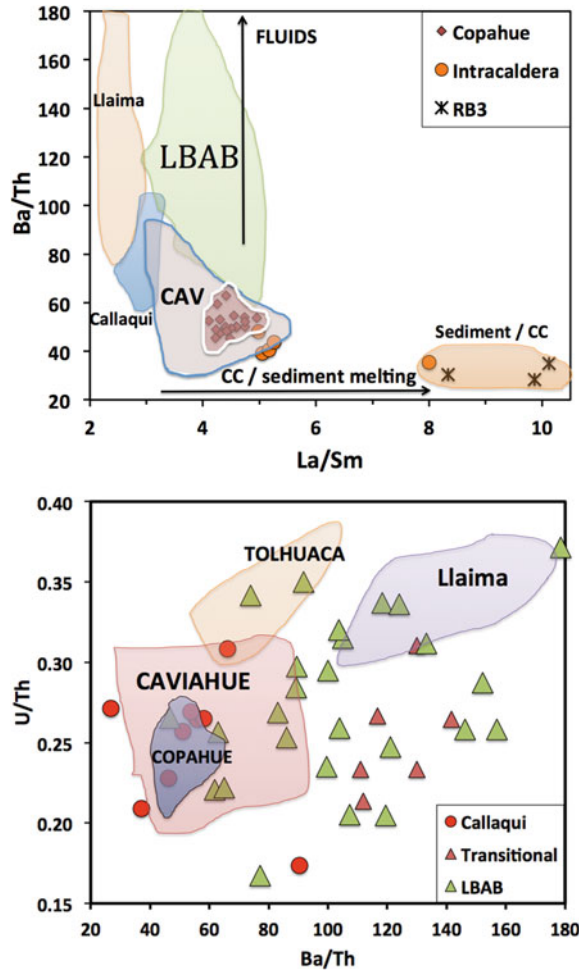 180
160
140
120
100
80
60
40
20
Ba/Th
2
4
6
8
10
La/Sm
FLUIDS
Llaima
LBAB
CAV
Callaqui
CC / sediment melting
Sediment / CC
Copahue
Intracaldera
RB3
0.40
0.35
0.30
0.25
0.20
0.15
U/Th
20
40
60
80
100
120
140
160
180
Ba/Th
TOLHUACA
Llaima
CAVIAHUE
COPAHUE
Callaqui
Transitional
LBAB